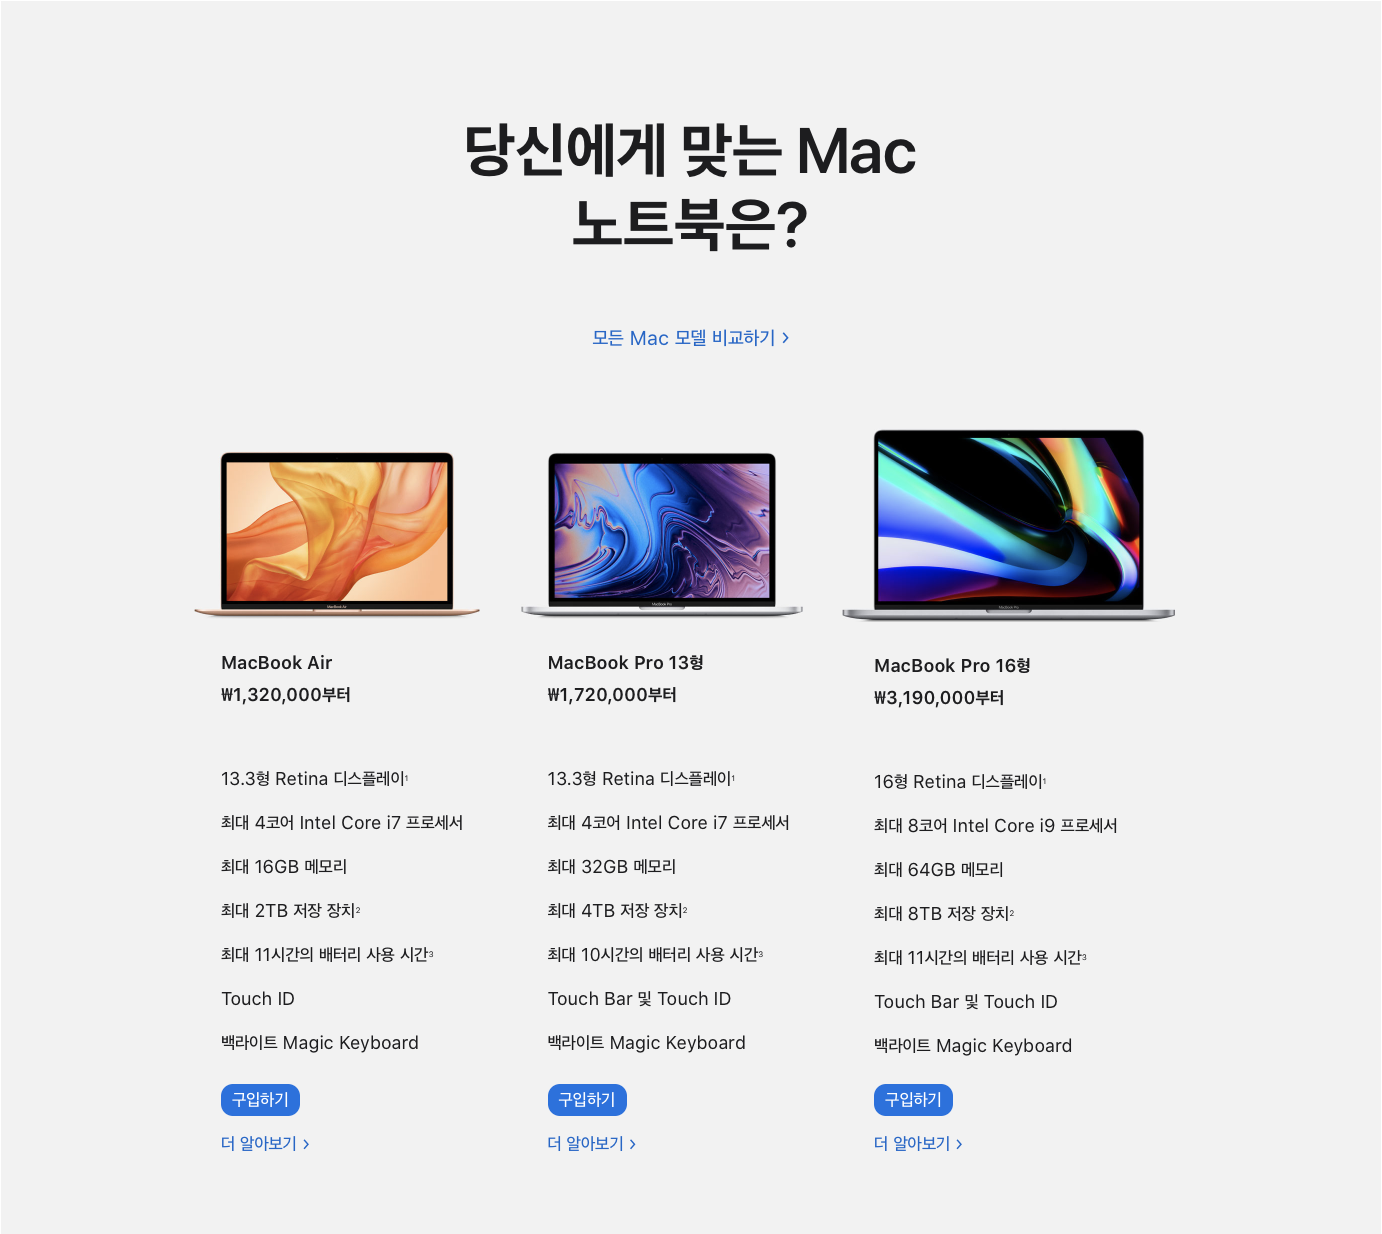 당신에게 맞는 Mac
노트북은?
모든 Mac 모델 비교하기 >
MacBook Air
MacBook Pro
MacBook Pro
MacBook Air
₩1,320,000부터
13.3형 Retina 디스플레이¹
최대 4코어 Intel Core i7 프로세서
최대 16GB 메모리
최대 2TB 저장 장치²
최대 11시간의 배터리 사용 시간³
Touch ID
백라이트 Magic Keyboard
구입하기
더 알아보기 >
MacBook Pro 13형
₩1,720,000부터
13.3형 Retina 디스플레이¹
최대 4코어 Intel Core i7 프로세서
최대 32GB 메모리
최대 4TB 저장 장치²
최대 10시간의 배터리 사용 시간³
Touch Bar 및 Touch ID
백라이트 Magic Keyboard
구입하기
더 알아보기 >
MacBook Pro 16형
₩3,190,000부터
16형 Retina 디스플레이¹
최대 8코어 Intel Core i9 프로세서
최대 64GB 메모리
최대 8TB 저장 장치²
최대 11시간의 배터리 사용 시간³
Touch Bar 및 Touch ID
백라이트 Magic Keyboard
구입하기
더 알아보기 >